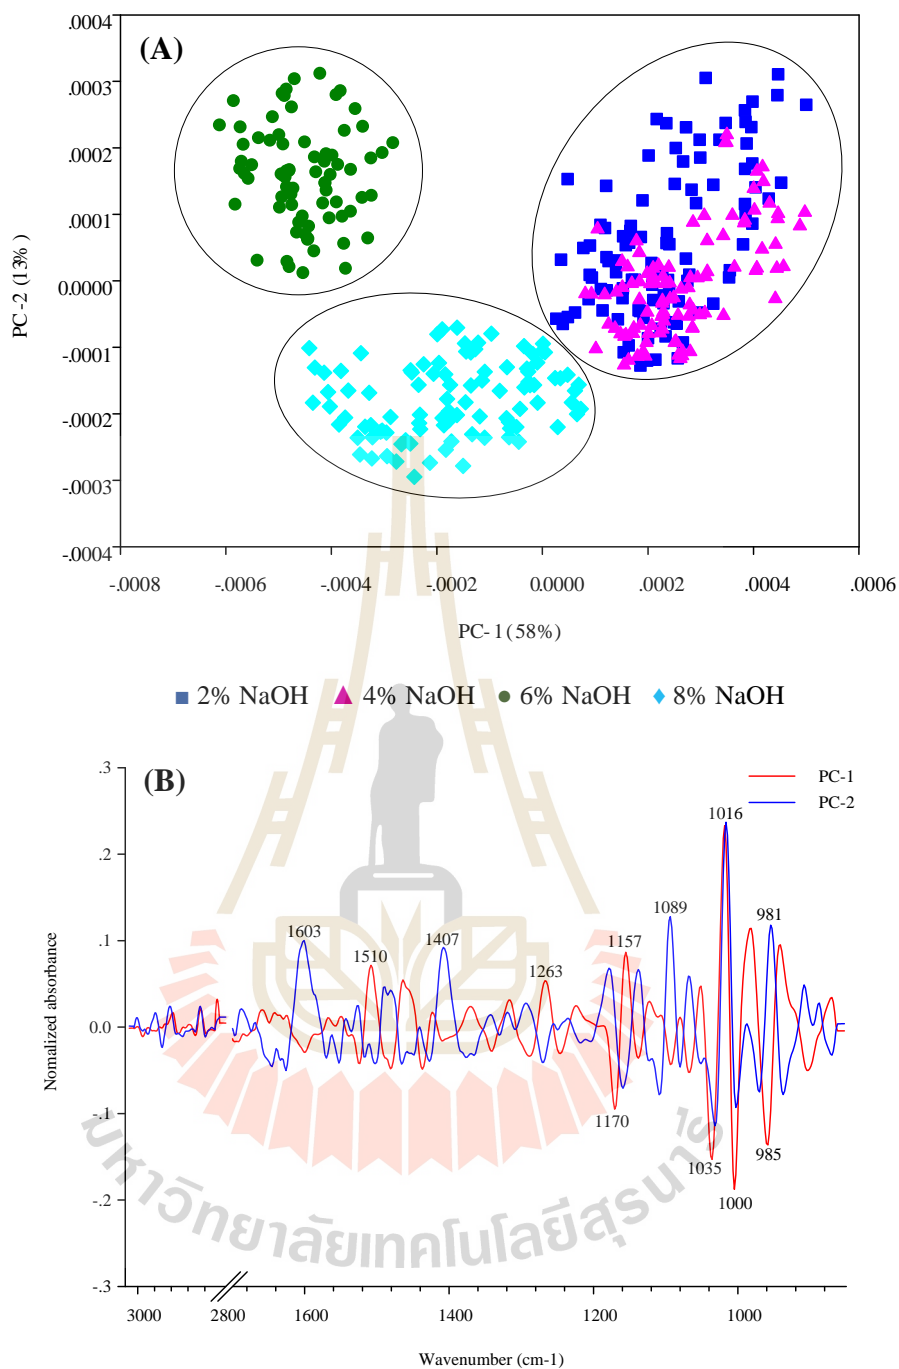 (A)
.0004
.0003
.0002
.0001
0.0000
-.0001
-.0002
-.0003
-.0004
PC-2 (13%)
-.0008 -.0006 -.0004 -.0002 0.0000 .0002 .0004 .0006
PC-1 (58%)
2% NaOH 4% NaOH 6% NaOH 8% NaOH
(B)
PC-1
PC-2
.3
.2
.1
0.0
-.1
-.2
-.3
Normalized absorbance
1603
1510
1407
1263
1157
1089
1016
981
1170
1035
1000
985
3000 2800 1600 1400 1200 1000
Wavenumber (cm-1)
มหาวิทยาลัยเทคโนโลยีสุรนารี